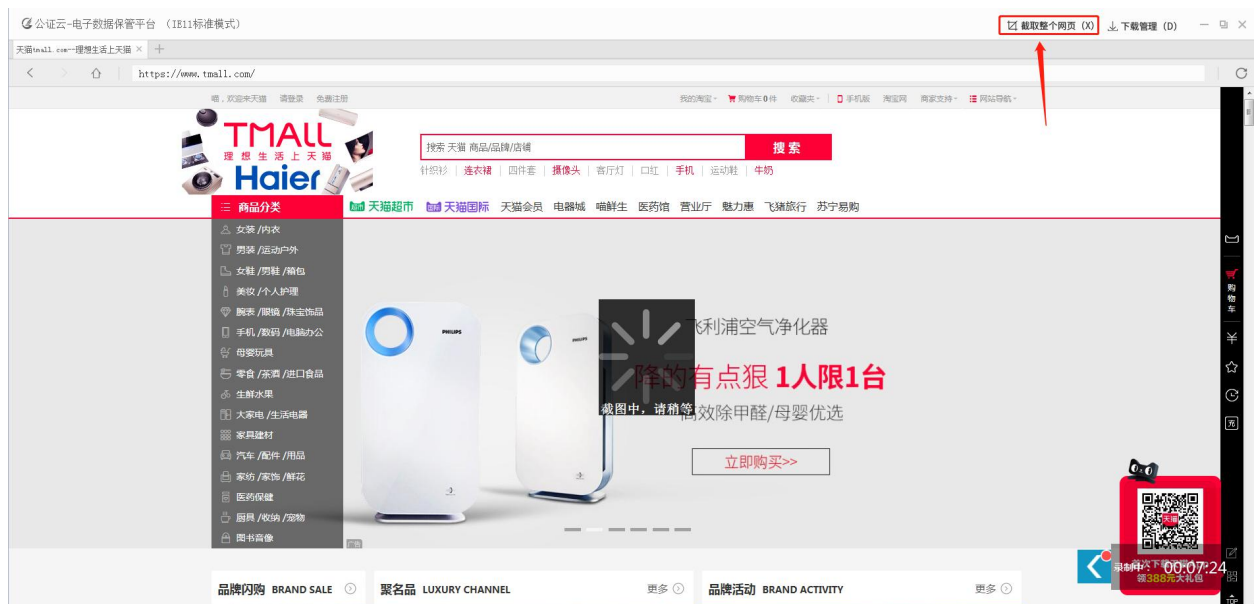 公证云-电子数据保管平台 （IE11标准模式）
截取整个网页 (X)
下载管理 (D)
天猫tmall.com--理想生活上天猫
https://www.tmall.com/
喵，欢迎来天猫 请登录 免费注册
我的淘宝 购物车0件 收藏夹 手机版 淘宝网 商家支持 网站导航
TMALL
理想生活上天猫
Haier
搜索 天猫 商品/品牌/店铺
搜索
针织衫 连衣裙 四件套 摄像头 客厅灯 口红 手机 运动鞋 牛奶
商品分类
天猫超市 天猫国际 天猫会员 电器城 喵鲜生 医药馆 营业厅 魅力惠 飞猪旅行 苏宁易购
女装 /内衣
男装 /运动户外
女鞋 /男鞋 /箱包
美妆 /个人护理
腕表 /眼镜 /珠宝饰品
手机 /数码 /电脑办公
母婴玩具
零食 /茶酒 /进口食品
生鲜水果
大家电 /生活电器
家具建材
汽车 /配件 /用品
家纺 /家饰 /鲜花
医药保健
厨具 /收纳 /宠物
图书音像
PHILIPS
PHILIPS
飞利浦空气净化器
降的有点狠 1人限1台
截图中，请稍等
高效除甲醛/母婴优选
立即购买>>
广告
购物车
充
天猫
录制中： 00:07:24
领388元大礼包
TOP
品牌闪购 BRAND SALE
聚名品 LUXURY CHANNEL
更多
品牌活动 BRAND ACTIVITY
更多